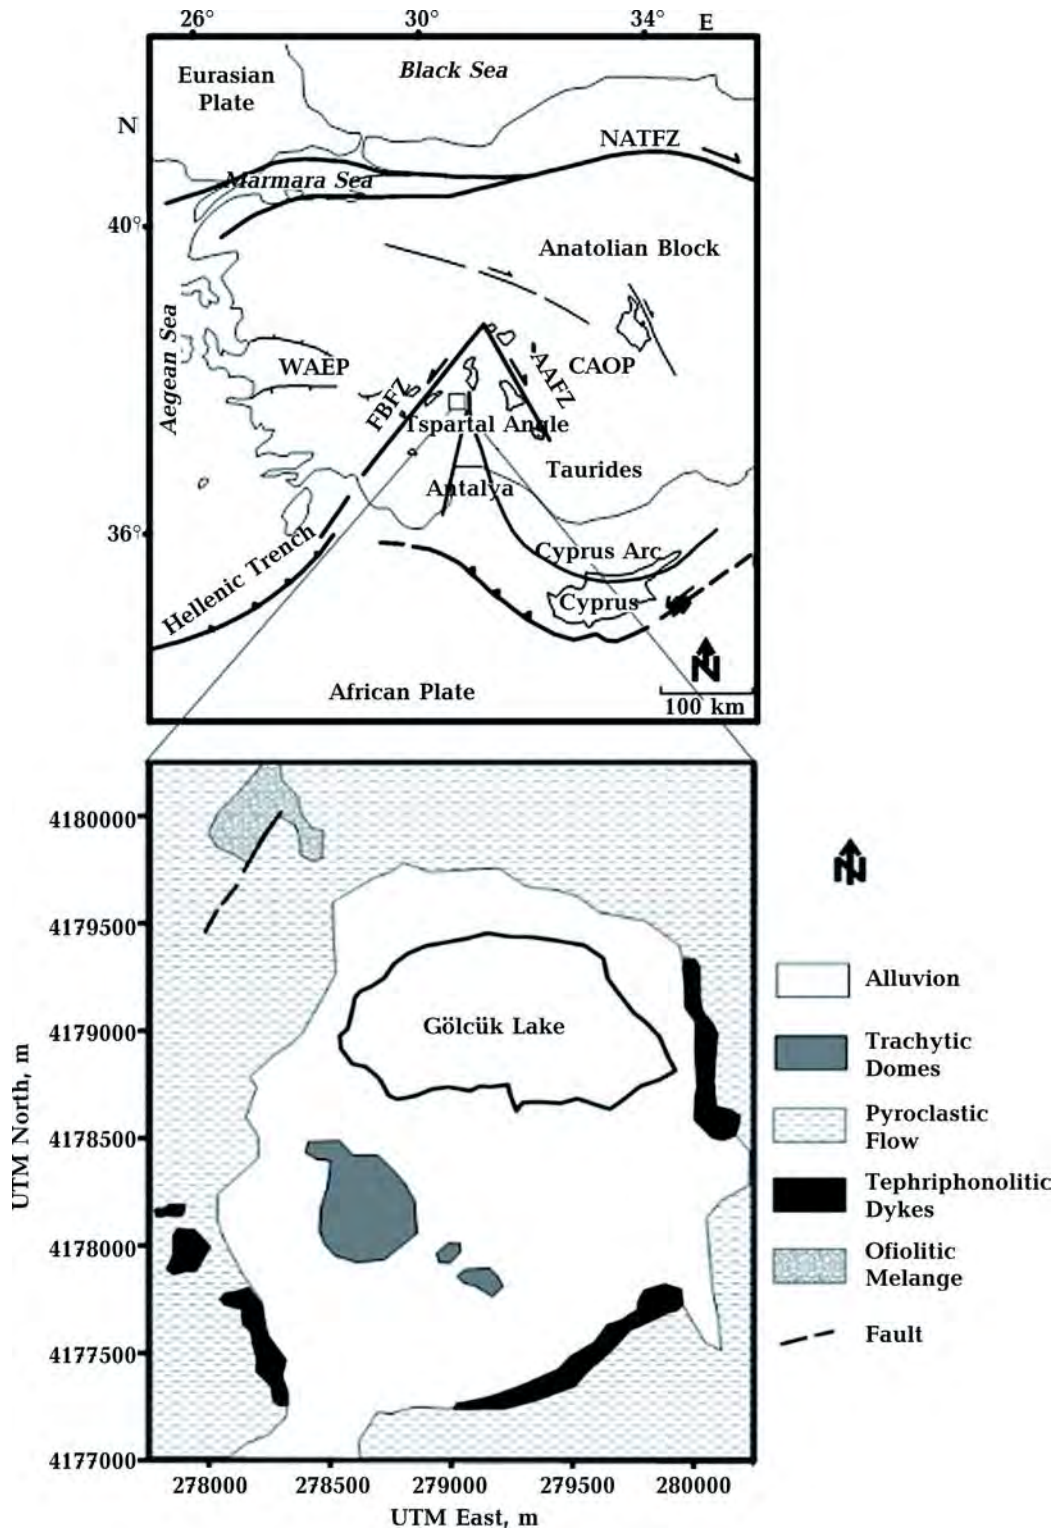 26° 30° 34° E
Black Sea
Eurasian
Plate
N
NATFZ
Marmara Sea
40°
Anatolian Block
Aegean Sea
WAEP
FBFZ
AAFZ
CAOP
Tspartal Angle
Taurides
Antalya
36°
Hellenic Trench
Cyprus Arc
Cyprus
N
African Plate
100 km
4180000
4179500
4179000
4178500
4178000
4177500
4177000
UTM North, m
Gölcük Lake
278000 278500 279000 279500 280000
UTM East, m
N
Alluvion
Trachytic
Domes
Pyroclastic
Flow
Tephriphonolitic
Dykes
Ofiolitic
Melange
Fault